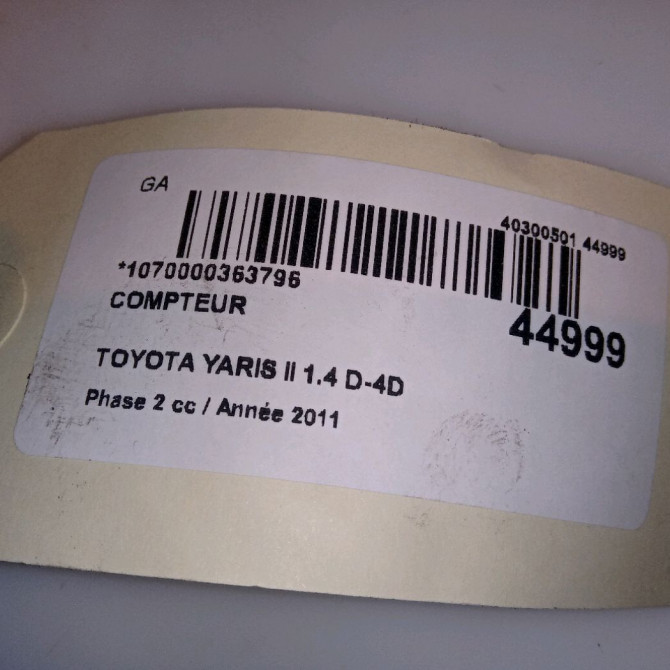 GA
40300501 44999
*1070000363796
COMPTEUR
44999
TOYOTA YARIS II 1.4 D-4D
Phase 2 cc / Année 2011